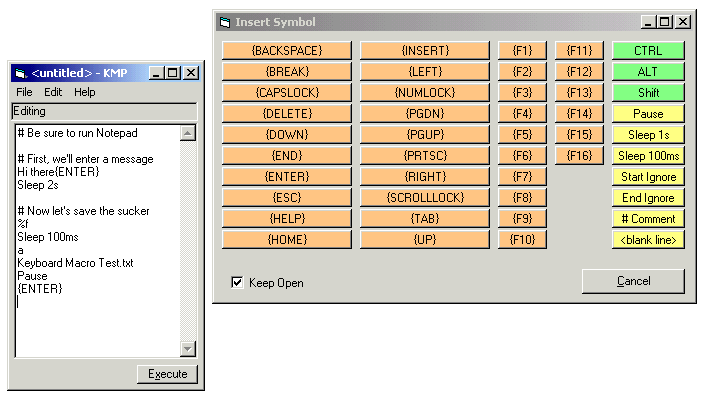 <untitled> - KMP
File Edit Help
Editing
# Be sure to run Notepad
# First, we'll enter a message
Hi there{ENTER}
Sleep 2s
# Now let's save the sucker
%f
Sleep 100ms
a
Keyboard Macro Test.txt
Pause
{ENTER}
Execute
Insert Symbol
{BACKSPACE} {INSERT} {F1} {F11} CTRL
{BREAK} {LEFT} {F2} {F12} ALT
{CAPSLOCK} {NUMLOCK} {F3} {F13} Shift
{DELETE} {PGDN} {F4} {F14} Pause
{DOWN} {PGUP} {F5} {F15} Sleep 1s
{END} {PRTSC} {F6} {F16} Sleep 100ms
{ENTER} {RIGHT} {F7} Start Ignore
{ESC} {SCROLLLOCK} {F8} End Ignore
{HELP} {TAB} {F9} # Comment
{HOME} {UP} {F10} <blank line>
Keep Open
Cancel